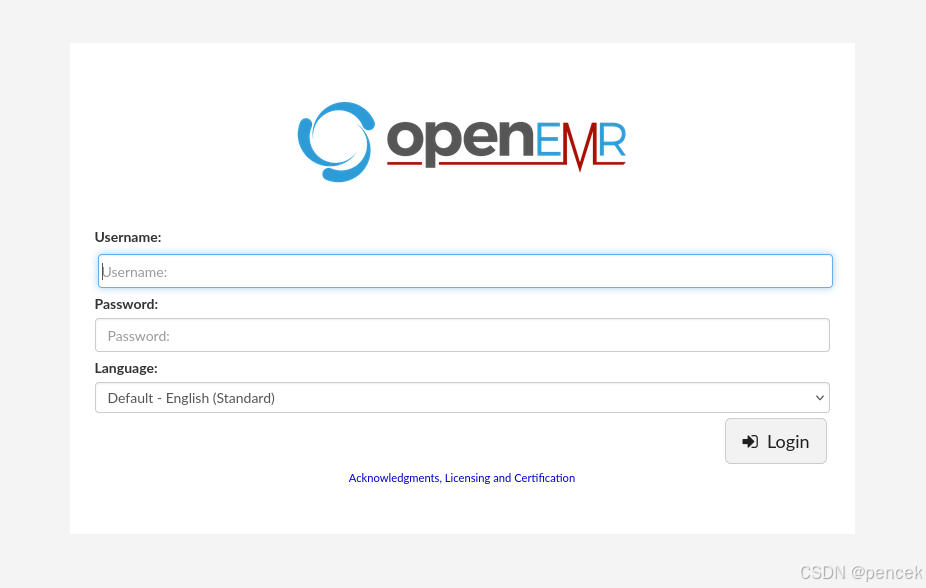 openEMR
Username:
Username:
Password:
Password:
Language:
Default - English (Standard)
Login
Acknowledgments, Licensing and Certification
CSDN @pencek